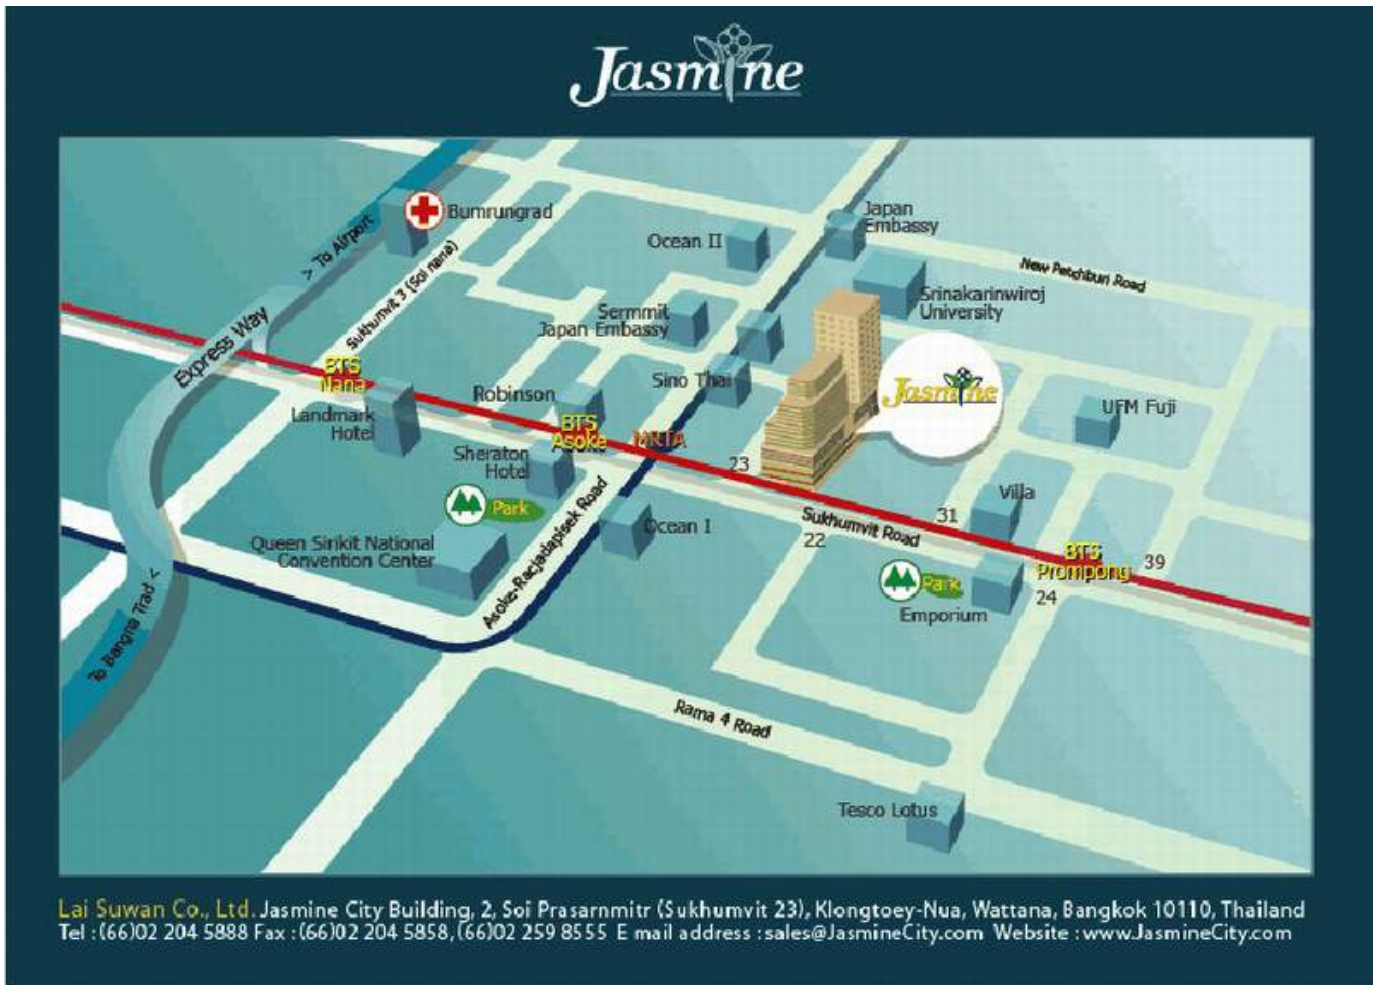 Jasmine
Bumrungrad
> To Airport
Sukhumvit 3 (Soi nana)
Express Way
Ocean II
Japan
Embassy
New Petchburi Road
Srinakarinwiroj
University
Sermmit
Japan Embassy
Sino Thai
Jasmine
UFM Fuji
BTS
Nana
Landmark
Hotel
Robinson
BTS
Asoke
Asoke
MRTA
Sheraton
Hotel
Park
23
Villa
31
Sukhumvit Road
22
Ocean I
Asoke-Racjadapisek Road
Queen Sirikit National
Convention Center
BTS
Prompong
39
24
Park
Emporium
To Bangna Trad <
Rama 4 Road
Tesco Lotus
Lai Suwan Co., Ltd. Jasmine City Building, 2, Soi Prasarnmitr (Sukhumvit 23), Klongtoey-Nua, Wattana, Bangkok 10110, Thailand
Tel :(66)02 204 5888 Fax :(66)02 204 5858,(66)02 259 8555 E mail address :sales@JasmineCity.com Website :www.JasmineCity.com